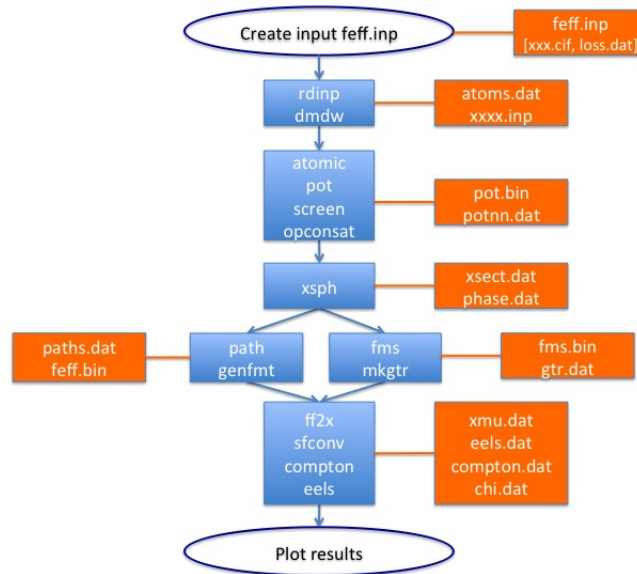 Create input feff.inp
feff.inp
[xxx.cif, loss.dat]
rdinp
dmdw
atoms.dat
xxxx.inp
atomic
pot
screen
opconsat
pot.bin
potnn.dat
xsph
xsect.dat
phase.dat
paths.dat
feff.bin
path
genfmt
fms
mkgtr
fms.bin
gtr.dat
ff2x
sfconv
compton
eels
xmu.dat
eels.dat
compton.dat
chi.dat
Plot results